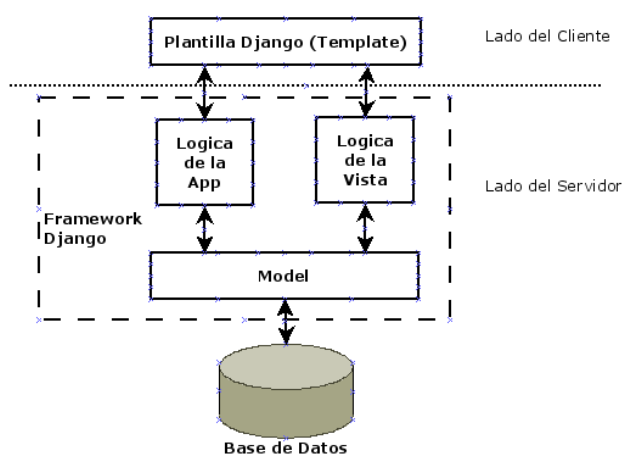 Plantilla Django (Template)
Lado del Cliente
Logica
de la
App
Logica
de la
Vista
Lado del Servidor
Framework
Django
Model
Base de Datos